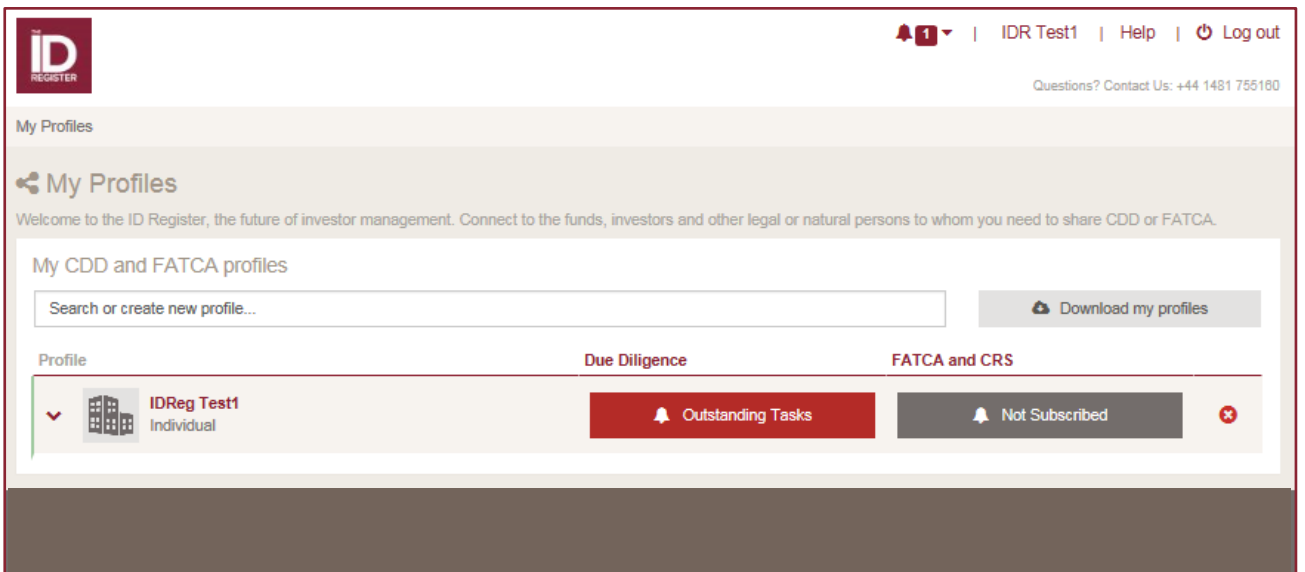 THE
ID
REGISTER
1 | IDR Test1 | Help | Log out
Questions? Contact Us: +44 1481 755160
My Profiles
My Profiles
Welcome to the ID Register, the future of investor management. Connect to the funds, investors and other legal or natural persons to whom you need to share CDD or FATCA.
My CDD and FATCA profiles
Search or create new profile...
Download my profiles
Profile Due Diligence FATCA and CRS
IDReg Test1
Individual
Outstanding Tasks
Not Subscribed